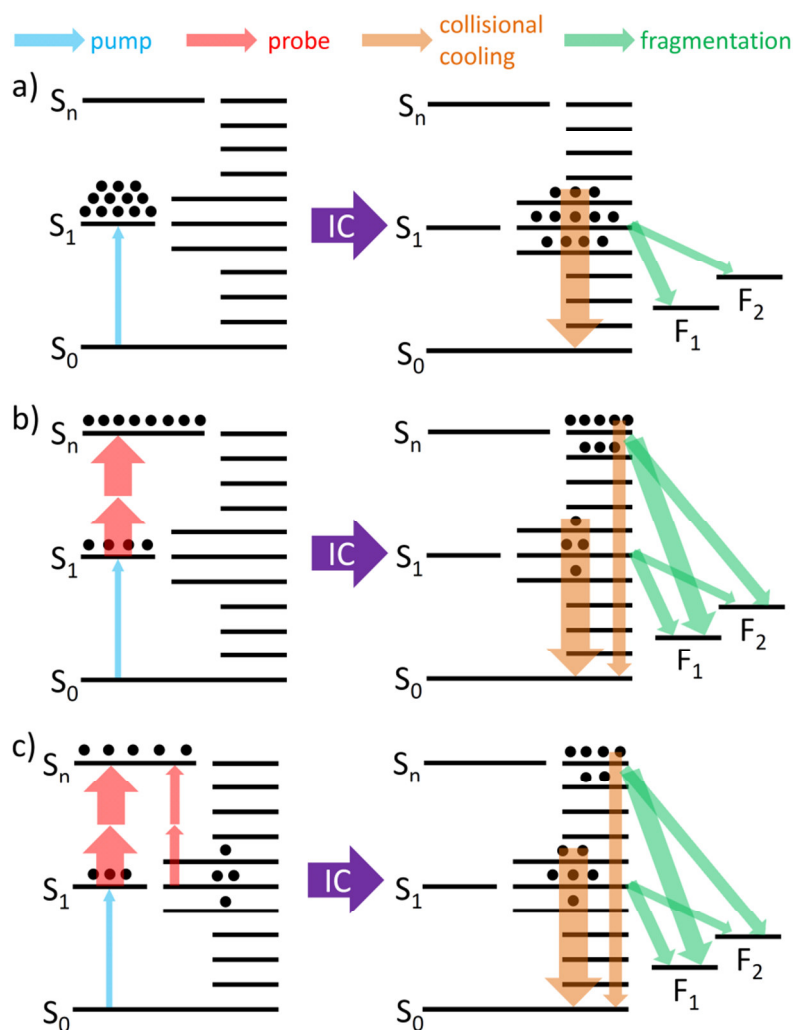 pump probe collisional cooling fragmentation
a)
Sn Sn
S1 IC S1
F2
F1
S0 S0
b)
Sn Sn
S1 IC S1
F2
F1
S0 S0
c)
Sn Sn
S1 IC S1
F2
F1
S0 S0